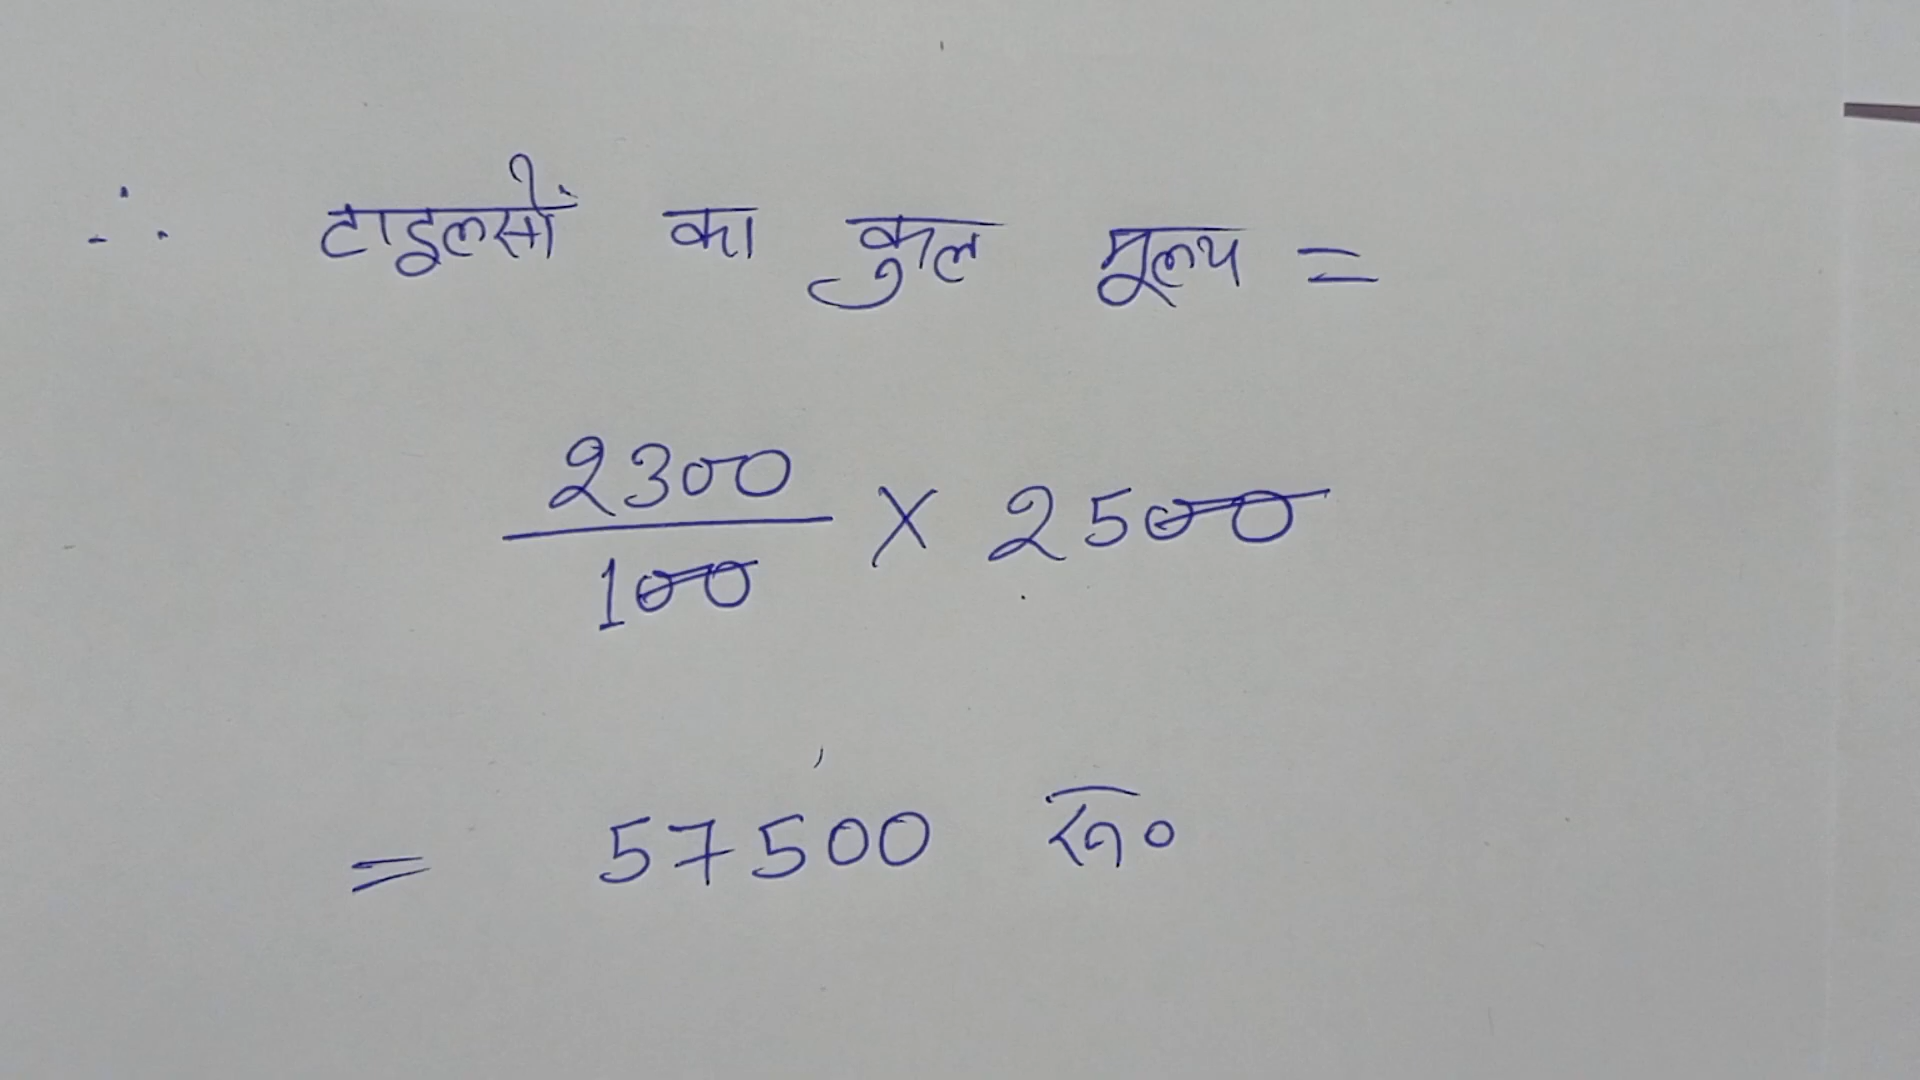 ∴ टाइलसों का कुल मूल्य =
2300
100 × 2500
= 57500 रू०